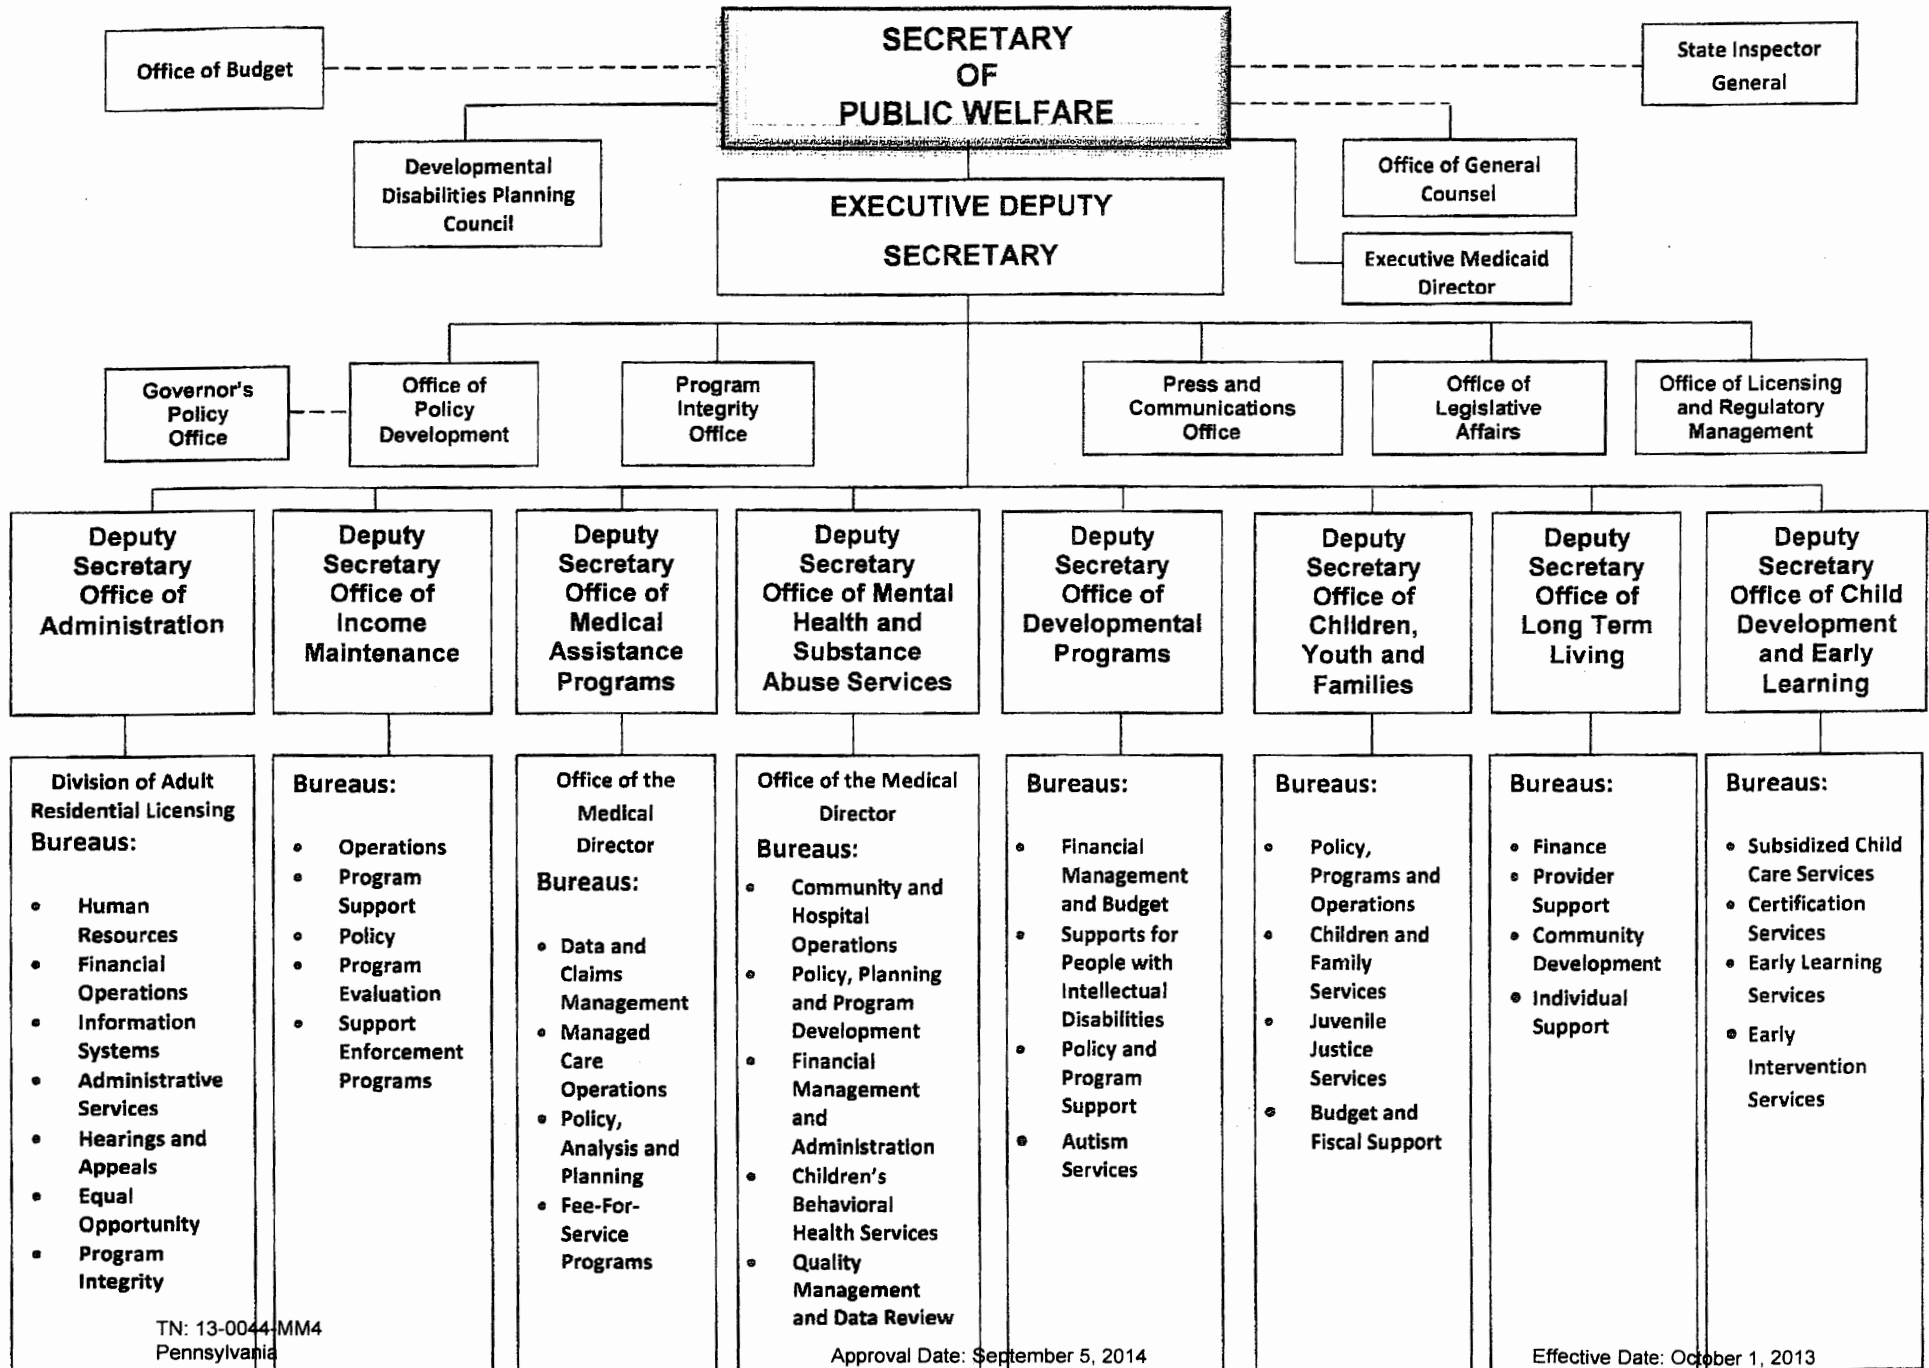 SECRETARY
OF
PUBLIC WELFARE
Office of Budget
State Inspector
General
Developmental
Disabilities Planning
Council
Office of General
Counsel
EXECUTIVE DEPUTY
SECRETARY
Executive Medicaid
Director
Governor's
Policy
Office
Office of
Policy
Development
Program
Integrity
Office
Press and
Communications
Office
Office of
Legislative
Affairs
Office of Licensing
and Regulatory
Management
Deputy
Secretary
Office of
Administration
Deputy
Secretary
Office of
Income
Maintenance
Deputy
Secretary
Office of
Medical
Assistance
Programs
Deputy
Secretary
Office of Mental
Health and
Substance
Abuse Services
Deputy
Secretary
Office of
Developmental
Programs
Deputy
Secretary
Office of
Children,
Youth and
Families
Deputy
Secretary
Office of
Long Term
Living
Deputy
Secretary
Office of Child
Development
and Early
Learning
Division of Adult
Residential Licensing
Bureaus:
• Human
Resources
• Financial
Operations
• Information
Systems
• Administrative
Services
• Hearings and
Appeals
• Equal
Opportunity
• Program
Integrity
Bureaus:
• Operations
• Program
Support
• Policy
• Program
Evaluation
• Support
Enforcement
Programs
Office of the
Medical
Director
Bureaus:
• Data and
Claims
Management
• Managed
Care
Operations
• Policy,
Analysis and
Planning
• Fee-For-
Service
Programs
Office of the Medical
Director
Bureaus:
• Community and
Hospital
Operations
• Policy, Planning
and Program
Development
• Financial
Management
and
Administration
• Children's
Behavioral
Health Services
• Quality
Management
and Data Review
Bureaus:
• Financial
Management
and Budget
• Supports for
People with
Intellectual
Disabilities
• Policy and
Program
Support
• Autism
Services
Bureaus:
• Policy,
Programs and
Operations
• Children and
Family
Services
• Juvenile
Justice
Services
• Budget and
Fiscal Support
Bureaus:
• Finance
• Provider
Support
• Community
Development
• Individual
Support
Bureaus:
• Subsidized Child
Care Services
• Certification
Services
• Early Learning
Services
• Early
Intervention
Services
TN: 13-0044-MM4
Pennsylvania
Approval Date: September 5, 2014
Effective Date: October 1, 2013